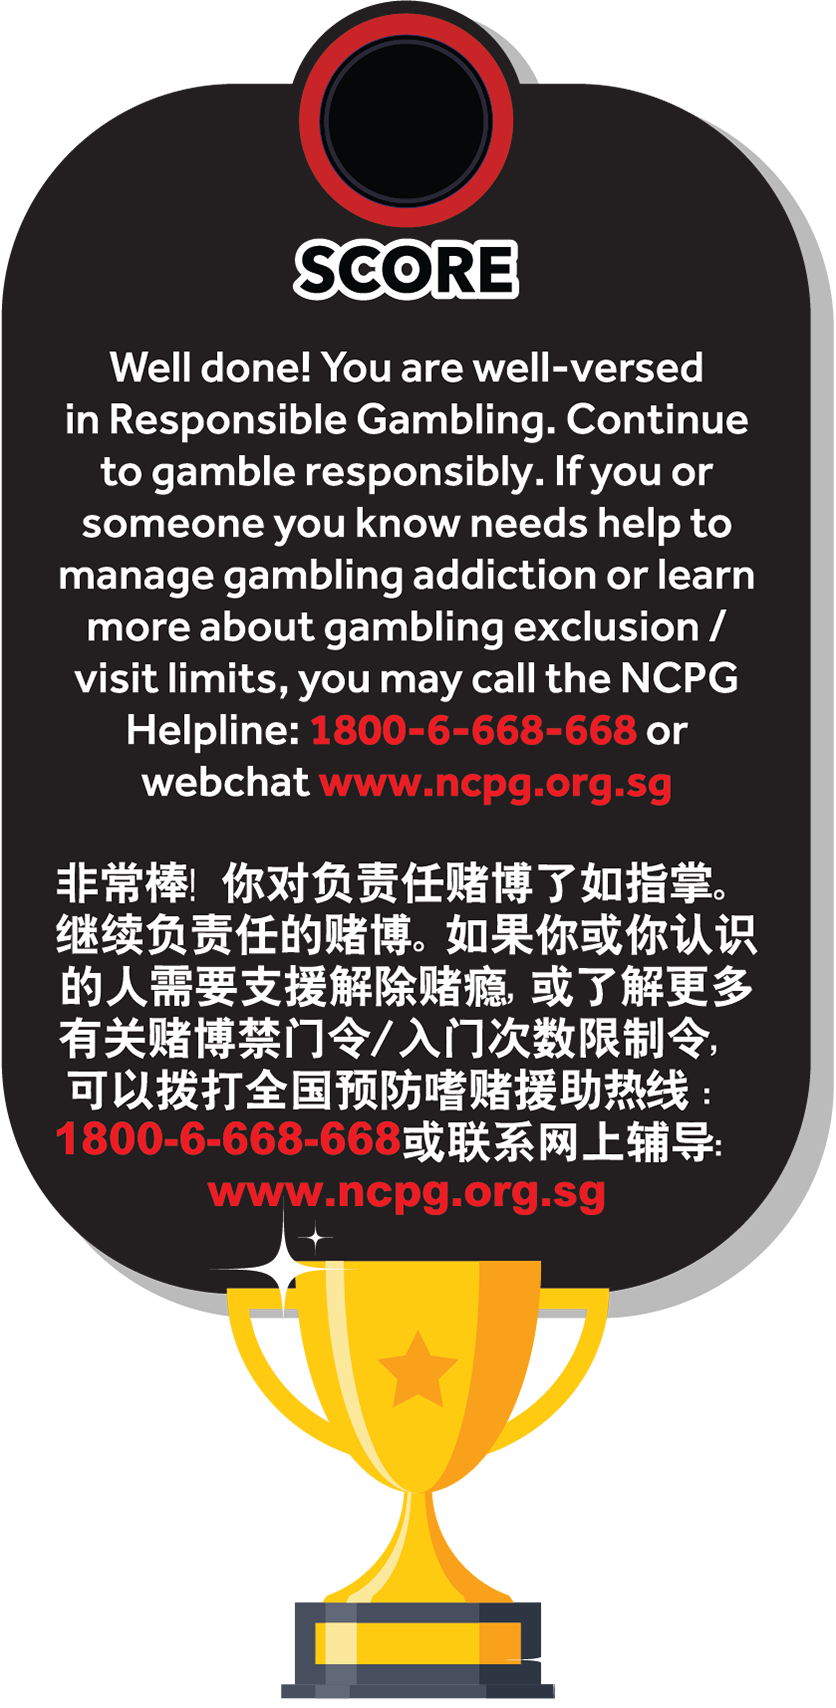 SCORE
Well done! You are well-versed
in Responsible Gambling. Continue
to gamble responsibly. If you or
someone you know needs help to
manage gambling addiction or learn
more about gambling exclusion /
visit limits, you may call the NCPG
Helpline: 1800-6-668-668 or
webchat www.ncpg.org.sg
非常棒! 你对负责任赌博了如指掌。
继续负责任的赌博。如果你或你认识
的人需要支援解除赌瘾, 或了解更多
有关赌博禁门令/入门次数限制令,
可以拨打全国预防嗜赌援助热线 :
1800-6-668-668或联系网上辅导:
www.ncpg.org.sg